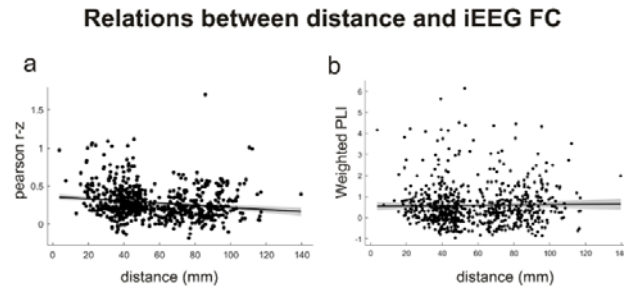 Relations between distance and iEEG FC
a
b
pearson r-z
1.5
1
0.5
0
0 20 40 60 80 100 120 140
distance (mm)
Weighted PLI
6
5
4
3
2
1
0
-1
0 20 40 60 80 100 120 140
distance (mm)